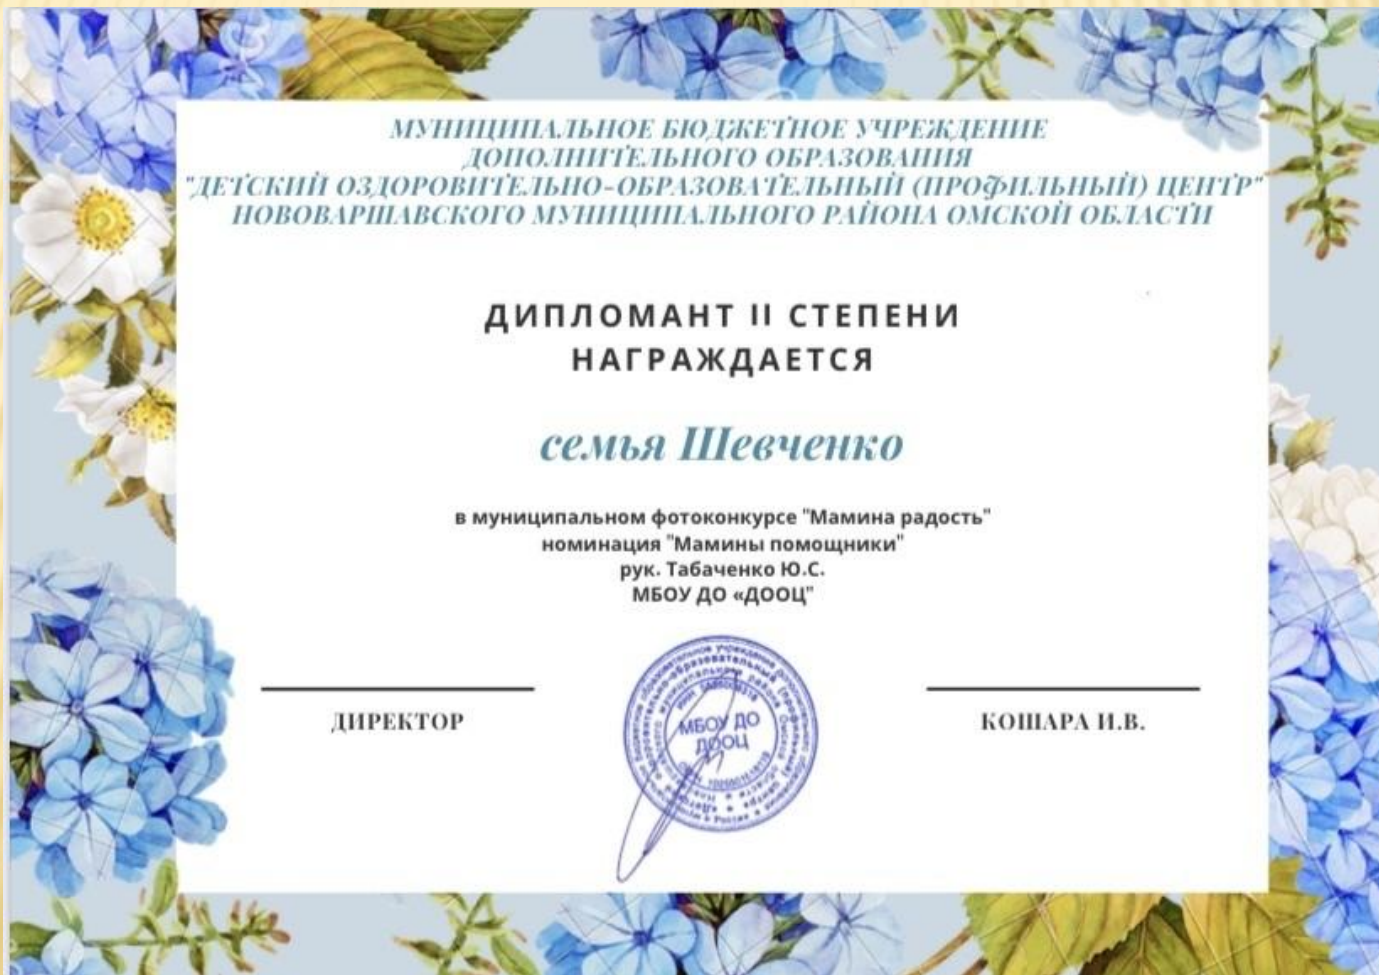 МУНИЦИПАЛЬНОЕ БЮДЖЕТНОЕ УЧРЕЖДЕНИЕ
ДОПОЛНИТЕЛЬНОГО ОБРАЗОВАНИЯ
"ДЕТСКИЙ ОЗДОРОВИТЕЛЬНО-ОБРАЗОВАТЕЛЬНЫЙ (ПРОФИЛЬНЫЙ) ЦЕНТР"
НОВОВАРШАВСКОГО МУНИЦИПАЛЬНОГО РАЙОНА ОМСКОЙ ОБЛАСТИ
ДИПЛОМАНТ II СТЕПЕНИ
НАГРАЖДАЕТСЯ
семья Шевченко
в муниципальном фотоконкурсе "Мамина радость"
номинация "Мамины помощники"
рук. Табаченко Ю.С.
МБОУ ДО «ДООЦ"
МБОУ ДО
ДООЦ
ДИРЕКТОР
КОШАРА И.В.